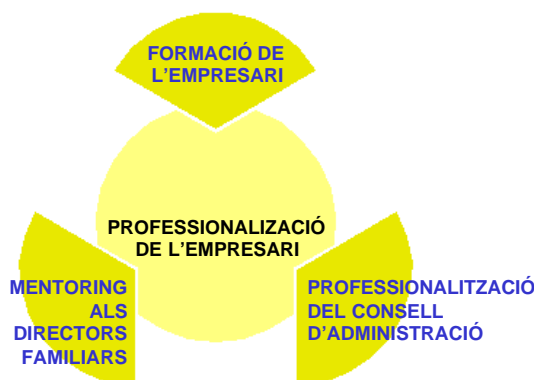 FORMACIÓ DE
L'EMPRESARI
PROFESSIONALIZACIÓ
DE L'EMPRESARI
MENTORING
ALS
DIRECTORS
FAMILIARS
PROFESSIONALITZACIÓ
DEL CONSELL
D'ADMINISTRACIÓ